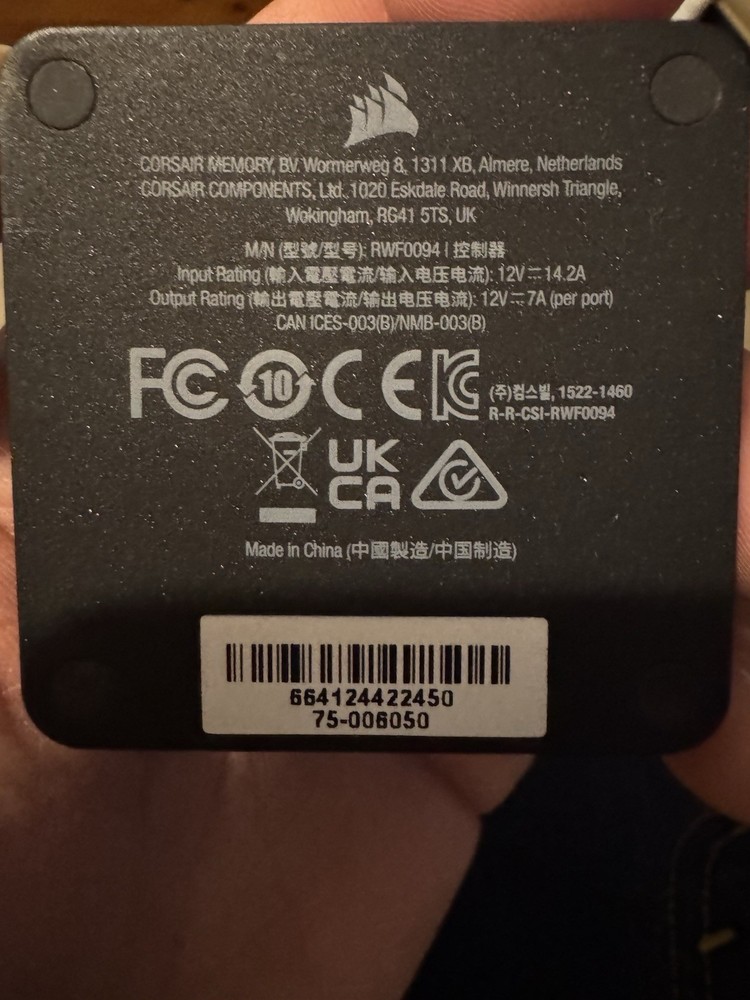 CORSAIR MEMORY, BV. Wormerweg 8, 1311 XB, Almere, Netherlands
CORSAIR COMPONENTS, Ltd. 1020 Eskdale Road, Winnersh Triangle,
Wokingham, RG41 5TS, UK
M/N (型號/型号): RWF0094 | 控制器
Input Rating (輸入電壓電流/输入电压电流): 12V⎓14.2A
Output Rating (輸出電壓電流/输出电压电流): 12V⎓7A (per port)
CAN ICES-003(B)/NMB-003(B)
FC 10 CE KC (주)컴스빌, 1522-1460
R-R-CSI-RWF0094
UK
CA
Made in China (中國製造/中国制造)
664124422450
75-006050